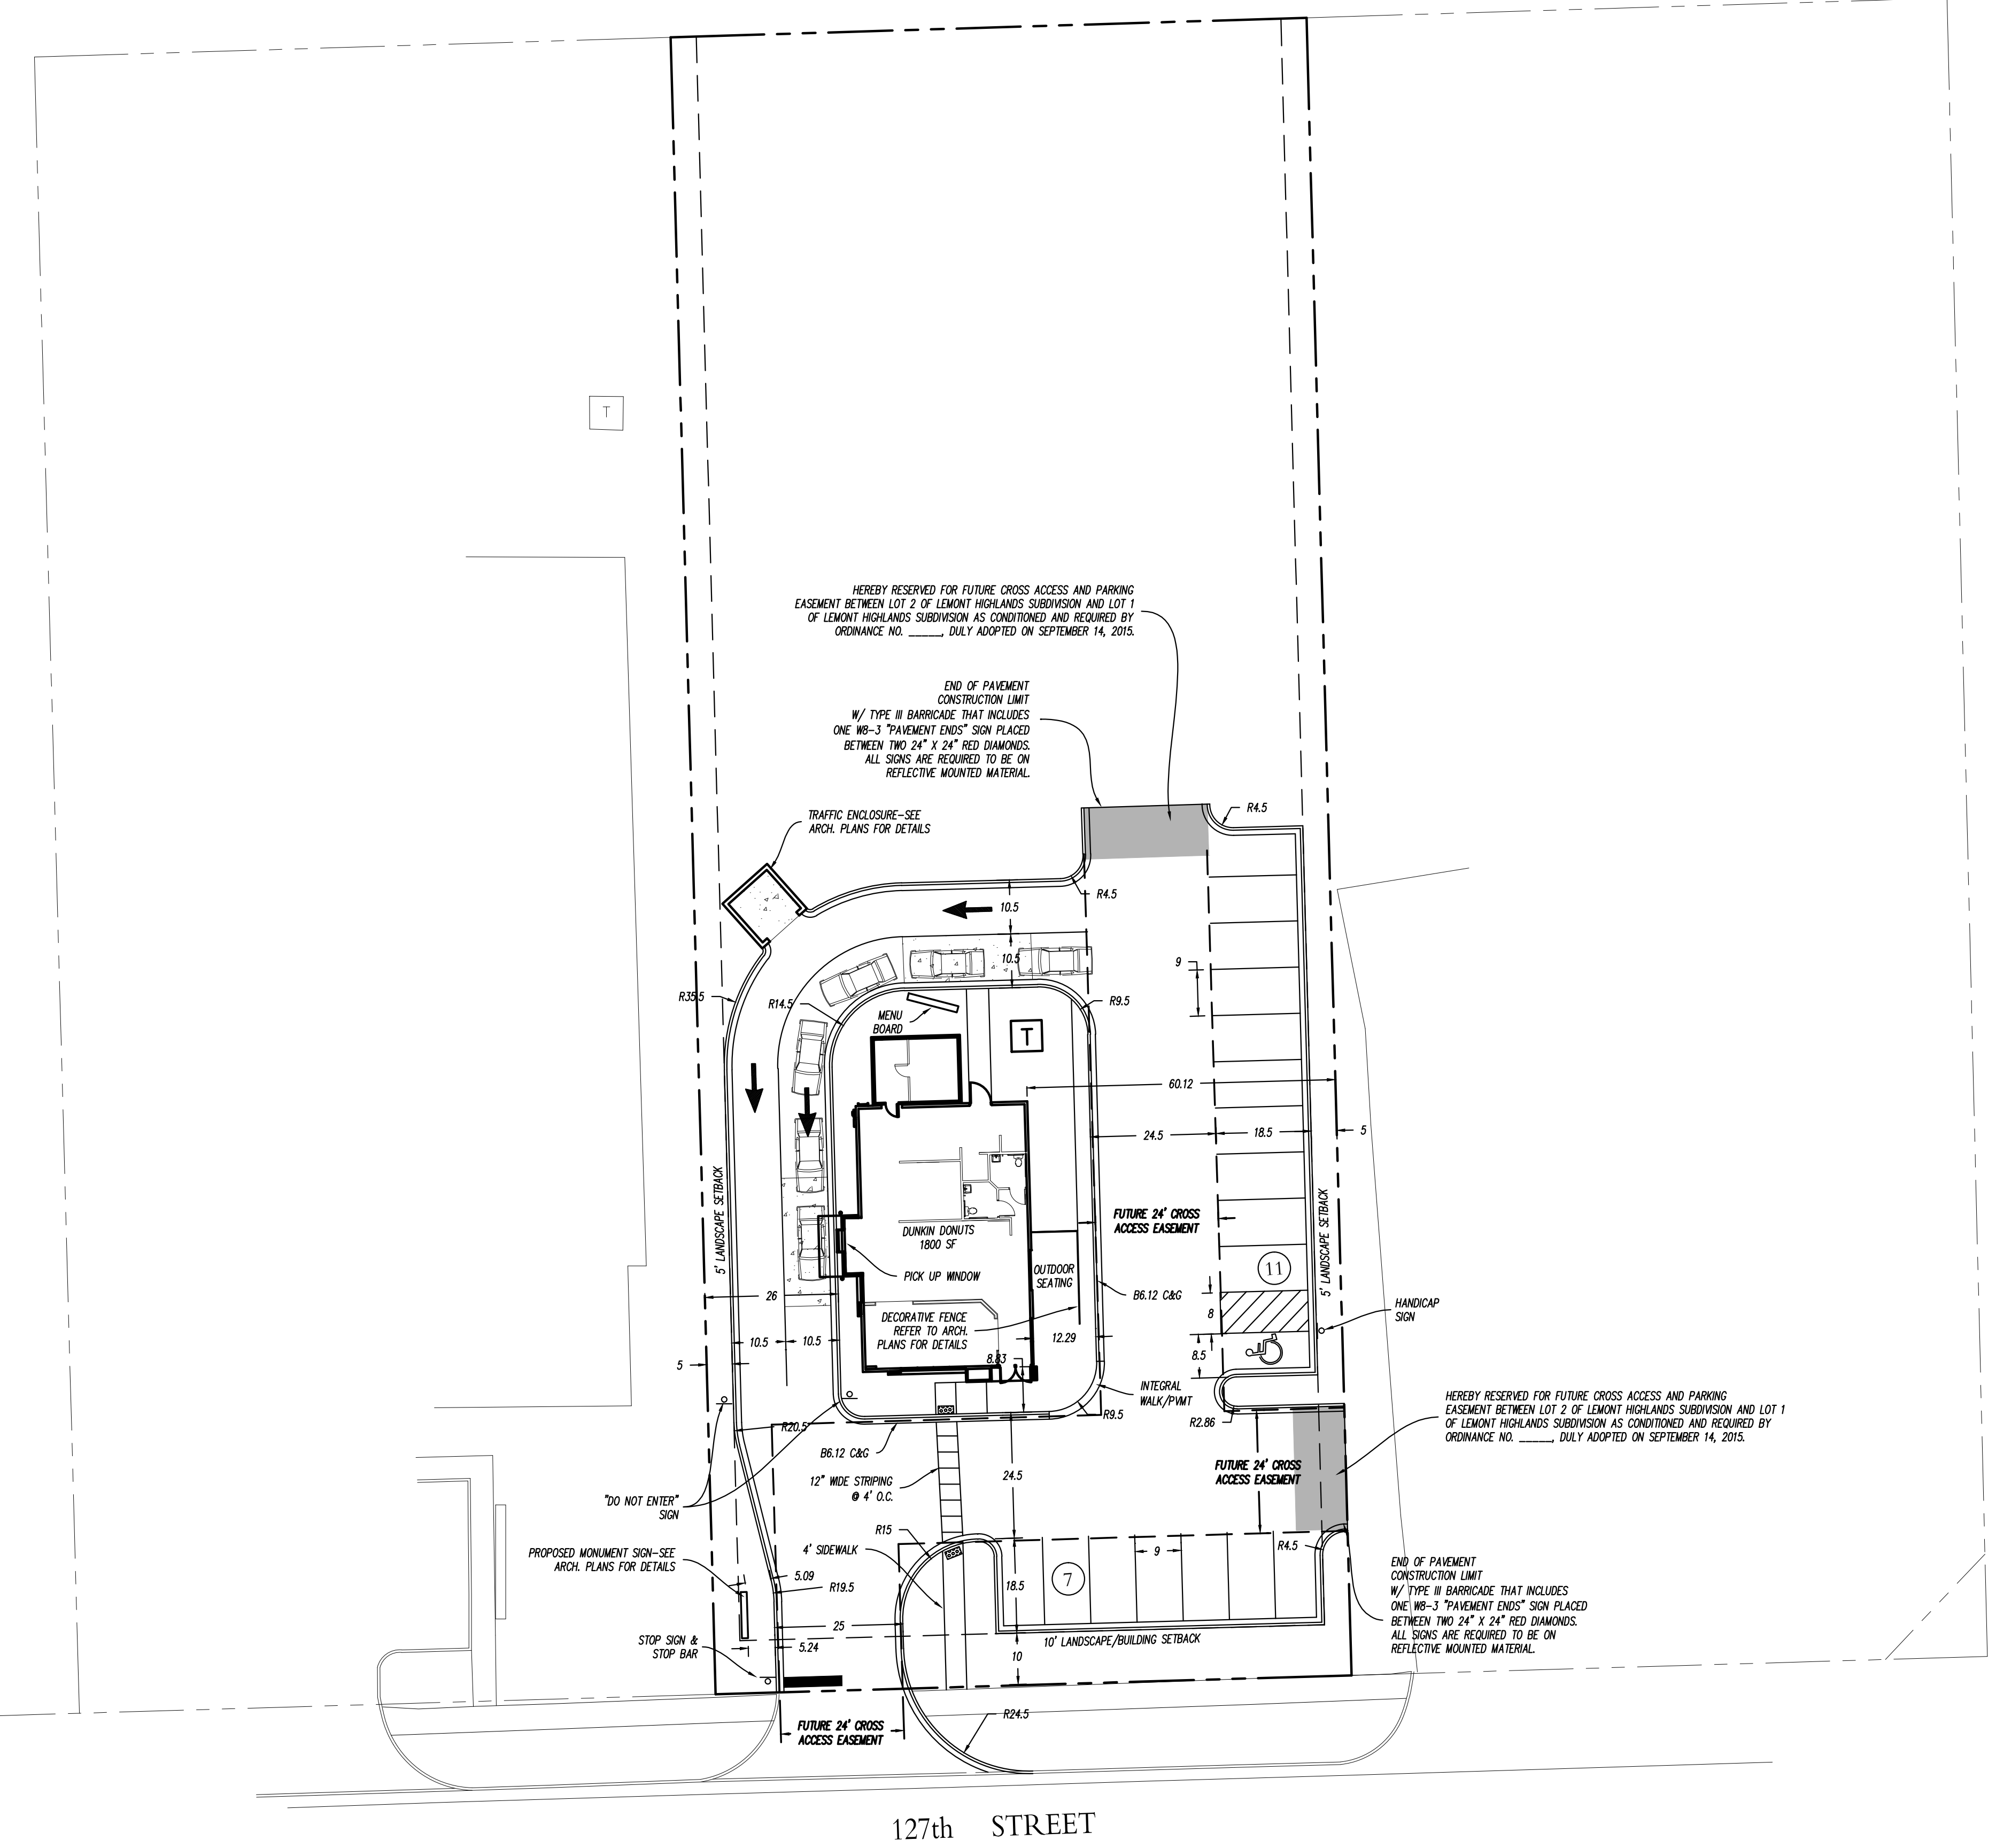 T
HEREBY RESERVED FOR FUTURE CROSS ACCESS AND PARKING
EASEMENT BETWEEN LOT 2 OF LEMONT HIGHLANDS SUBDIVISION AND LOT 1
OF LEMONT HIGHLANDS SUBDIVISION AS CONDITIONED AND REQUIRED BY
ORDINANCE NO. _____, DULY ADOPTED ON SEPTEMBER 14, 2015.
END OF PAVEMENT
CONSTRUCTION LIMIT
W/ TYPE III BARRICADE THAT INCLUDES
ONE W8-3 "PAVEMENT ENDS" SIGN PLACED
BETWEEN TWO 24" X 24" RED DIAMONDS.
ALL SIGNS ARE REQUIRED TO BE ON
REFLECTIVE MOUNTED MATERIAL.
TRAFFIC ENCLOSURE-SEE
ARCH. PLANS FOR DETAILS
R4.5
R4.5
10.5
10.5
9
R35.5
R14.5
R9.5
MENU
BOARD
T
60.12
24.5
18.5
5
5' LANDSCAPE SETBACK
5' LANDSCAPE SETBACK
FUTURE 24' CROSS
ACCESS EASEMENT
DUNKIN DONUTS
1800 SF
PICK UP WINDOW
OUTDOOR
SEATING
11
26
B6.12 C&G
8
HANDICAP
SIGN
DECORATIVE FENCE
REFER TO ARCH.
PLANS FOR DETAILS
12.29
10.5
10.5
5
8.83
8.5
INTEGRAL
WALK/PVMT
R9.5
R2.86
HEREBY RESERVED FOR FUTURE CROSS ACCESS AND PARKING
EASEMENT BETWEEN LOT 2 OF LEMONT HIGHLANDS SUBDIVISION AND LOT 1
OF LEMONT HIGHLANDS SUBDIVISION AS CONDITIONED AND REQUIRED BY
ORDINANCE NO. _____, DULY ADOPTED ON SEPTEMBER 14, 2015.
R20.5
B6.12 C&G
12" WIDE STRIPING
@ 4' O.C.
24.5
FUTURE 24' CROSS
ACCESS EASEMENT
"DO NOT ENTER"
SIGN
R15
4' SIDEWALK
PROPOSED MONUMENT SIGN-SEE
ARCH. PLANS FOR DETAILS
9
R4.5
7
5.09
R19.5
18.5
END OF PAVEMENT
CONSTRUCTION LIMIT
W/ TYPE III BARRICADE THAT INCLUDES
ONE W8-3 "PAVEMENT ENDS" SIGN PLACED
BETWEEN TWO 24" X 24" RED DIAMONDS.
ALL SIGNS ARE REQUIRED TO BE ON
REFLECTIVE MOUNTED MATERIAL.
25
5.24
STOP SIGN &
STOP BAR
10' LANDSCAPE/BUILDING SETBACK
10
R24.5
FUTURE 24' CROSS
ACCESS EASEMENT
127th STREET